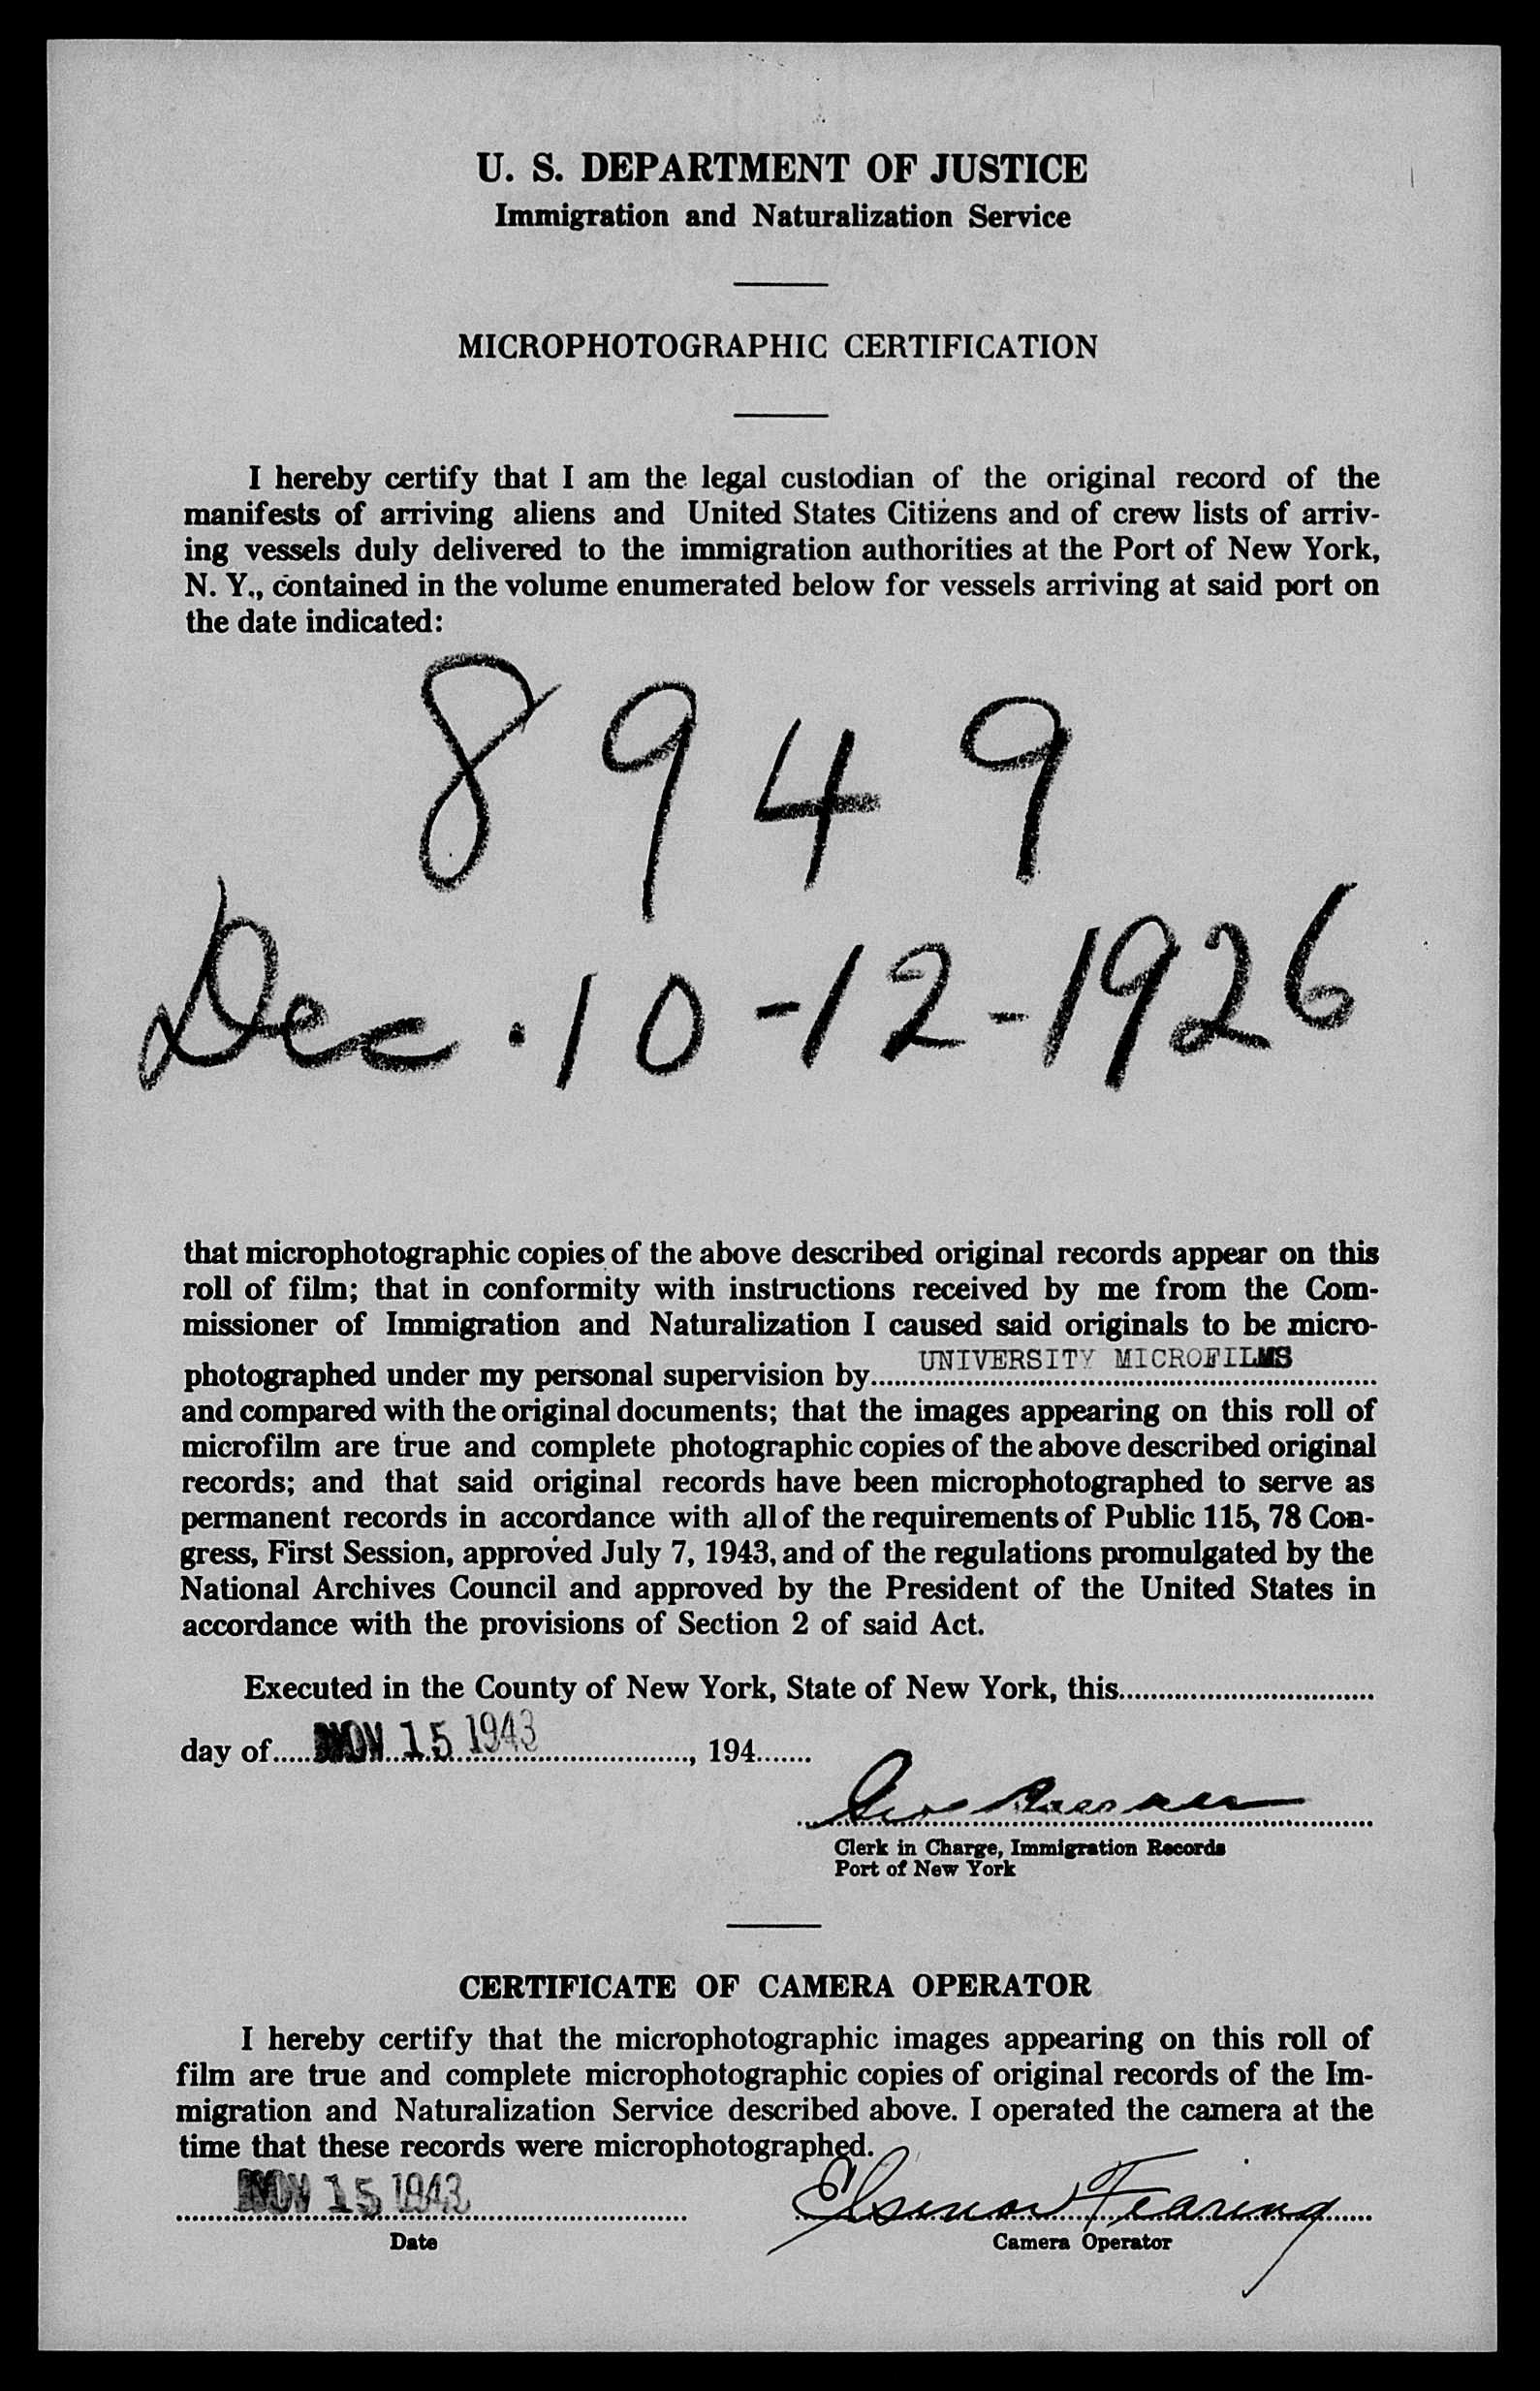 U. S. DEPARTMENT OF JUSTICE
Immigration and Naturalization Service
MICROPHOTOGRAPHIC CERTIFICATION
I hereby certify that I am the legal custodian of the original record of the
manifests of arriving aliens and United States Citizens and of crew lists of arriv-
ing vessels duly delivered to the immigration authorities at the Port of New York,
N. Y., contained in the volume enumerated below for vessels arriving at said port on
the date indicated:
8949
Dec. 10-12-1926
that microphotographic copies of the above described original records appear on this
roll of film; that in conformity with instructions received by me from the Com-
missioner of Immigration and Naturalization I caused said originals to be micro-
photographed under my personal supervision by UNIVERSITY MICROFILMS
and compared with the original documents; that the images appearing on this roll of
microfilm are true and complete photographic copies of the above described original
records; and that said original records have been microphotographed to serve as
permanent records in accordance with all of the requirements of Public 115, 78 Con-
gress, First Session, approved July 7, 1943, and of the regulations promulgated by the
National Archives Council and approved by the President of the United States in
accordance with the provisions of Section 2 of said Act.
Executed in the County of New York, State of New York, this
day of NOV 15 1943, 194
Clerk in Charge, Immigration Records
Port of New York
CERTIFICATE OF CAMERA OPERATOR
I hereby certify that the microphotographic images appearing on this roll of
film are true and complete microphotographic copies of original records of the Im-
migration and Naturalization Service described above. I operated the camera at the
time that these records were microphotographed.
NOV 15 1943 Fearing
Date Camera Operator